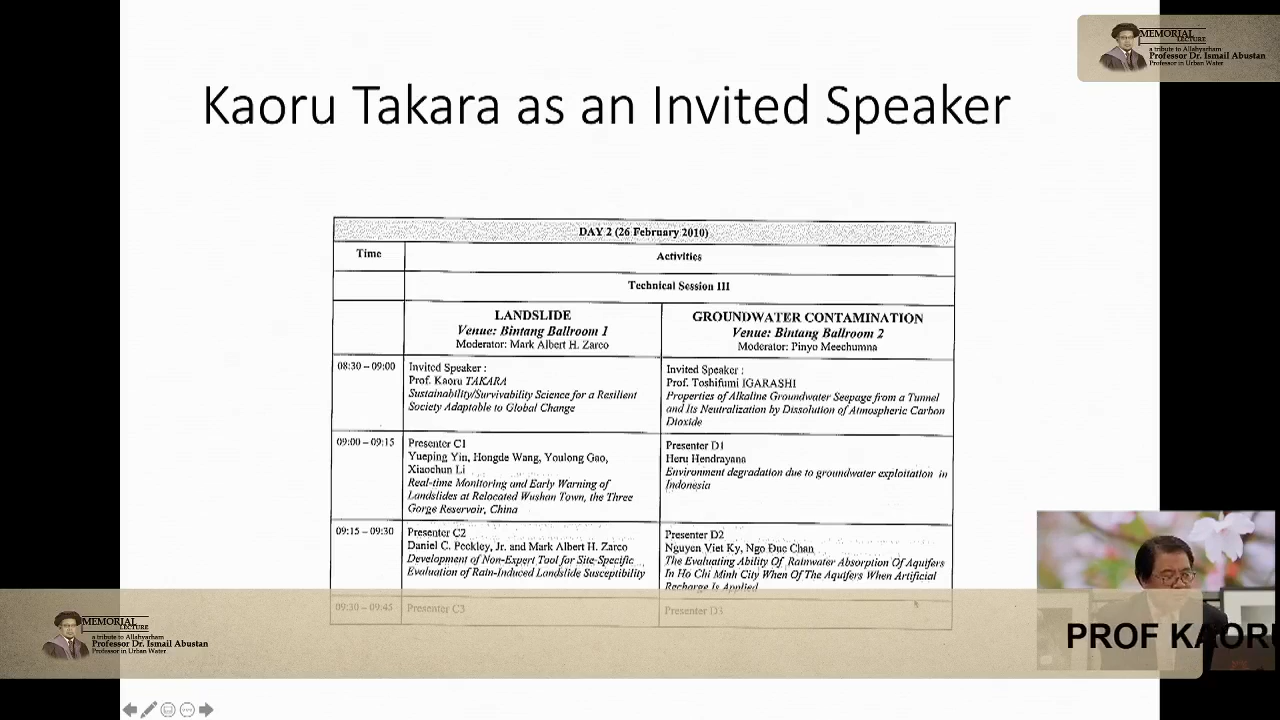 MEMORIAL
LECTURE
a tribute to Allahyarham
Professor Dr. Ismail Abustan
Professor in Urban Water
Kaoru Takara as an Invited Speaker
DAY 2 (26 February 2010)
Time
Activities
Technical Session III
LANDSLIDE
Venue: Bintang Ballroom 1
Moderator: Mark Albert H. Zarco
GROUNDWATER CONTAMINATION
Venue: Bintang Ballroom 2
Moderator: Pinyo Meechumna
08:30 – 09:00
Invited Speaker :
Prof. Kaoru TAKARA
Sustainability/Survivability Science for a Resilient
Society Adaptable to Global Change
Invited Speaker :
Prof. Toshifumi IGARASHI
Properties of Alkaline Groundwater Seepage from a Tunnel
and Its Neutralization by Dissolution of Atmospheric Carbon
Dioxide
09:00 – 09:15
Presenter C1
Yueping Yin, Hongde Wang, Youlong Gao,
Xiaochun Li
Real-time Monitoring and Early Warning of
Landslides at Relocated Wushan Town, the Three
Gorge Reservoir, China
Presenter D1
Heru Hendrayana
Environment degradation due to groundwater exploitation in
Indonesia
09:15 – 09:30
Presenter C2
Daniel C. Peckley, Jr. and Mark Albert H. Zarco
Development of Non-Expert Tool for Site-Specific
Evaluation of Rain-Induced Landslide Susceptibility
Presenter D2
Nguyen Viet Ky, Ngo Duc Chan
The Evaluating Ability Of Rainwater Absorption Of Aquifers
In Ho Chi Minh City When Of The Aquifers When Artificial
Recharge Is Applied
09:30 – 09:45
Presenter C3
Presenter D3
MEMORIAL
LECTURE
a tribute to Allahyarham
Professor Dr. Ismail Abustan
Professor in Urban Water
PROF KAORU